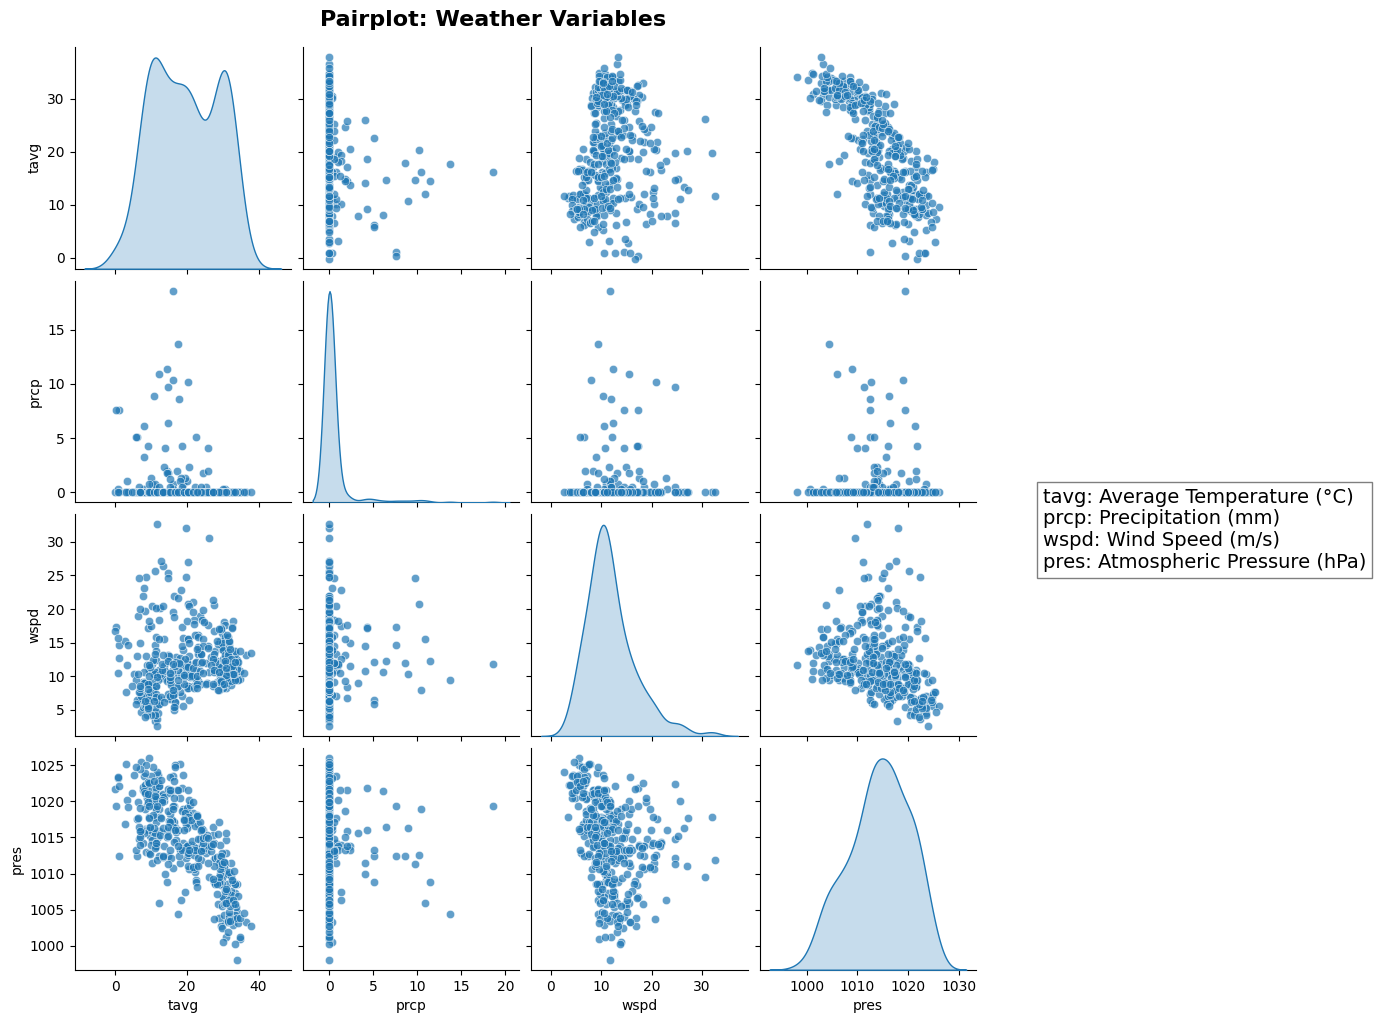 Pairplot: Weather Variables
tavg
30
20
10
0
prcp
15
10
5
0
wspd
30
25
20
15
10
5
pres
1025
1020
1015
1010
1005
1000
0 20 40
0 5 10 15 20
0 10 20 30
1000 1010 1020 1030
tavg
prcp
wspd
pres
tavg: Average Temperature (°C)
prcp: Precipitation (mm)
wspd: Wind Speed (m/s)
pres: Atmospheric Pressure (hPa)